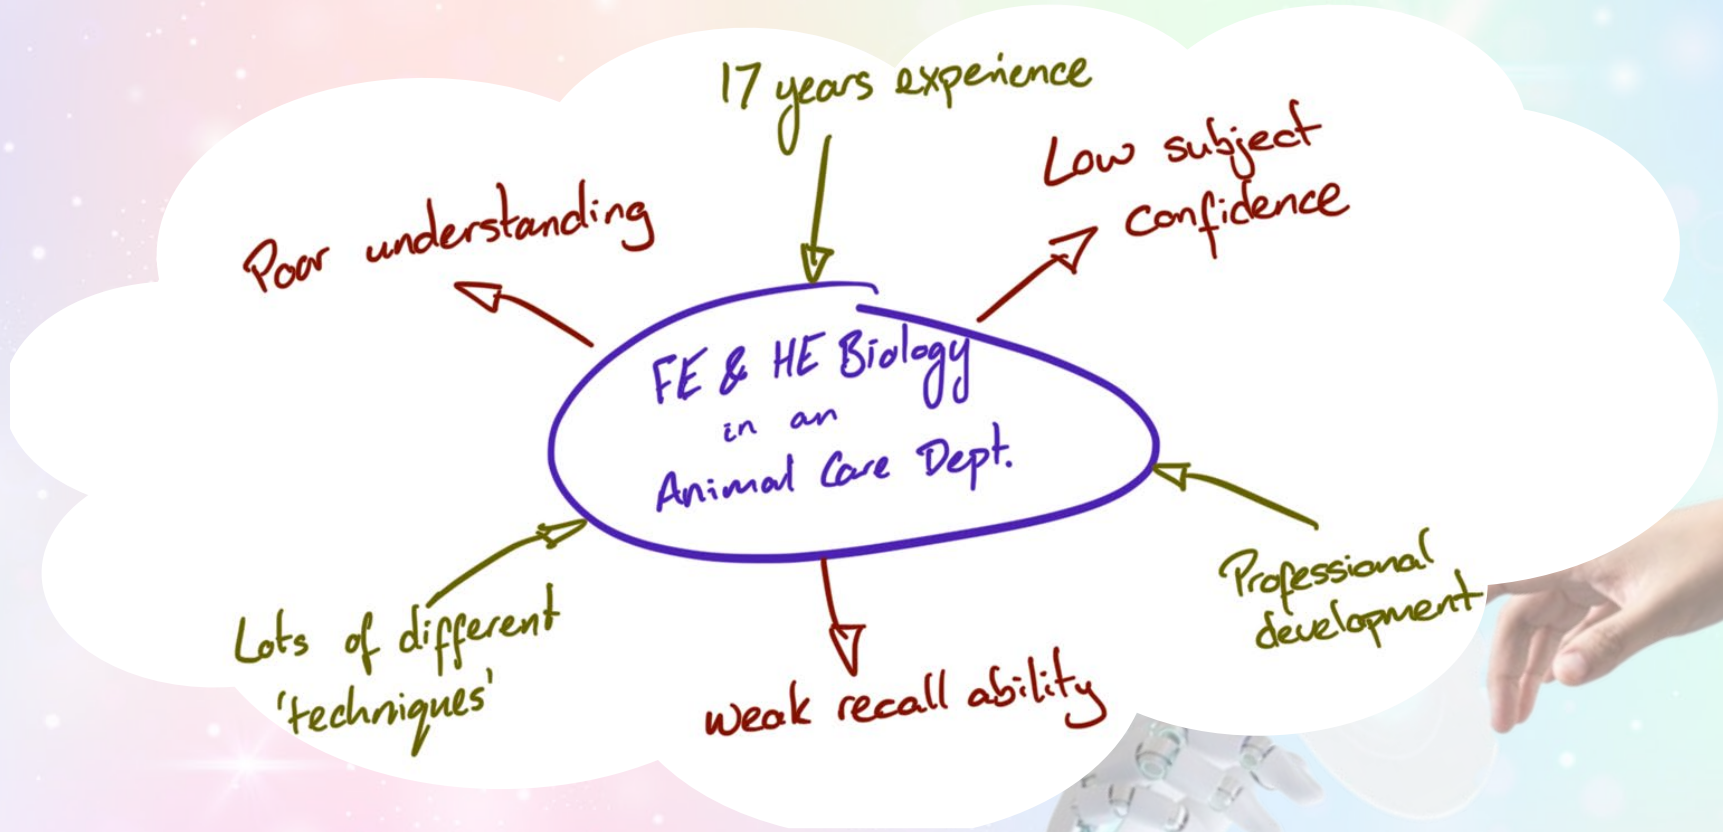 17 years experience
Low subject
confidence
Poor understanding
FE & HE Biology
in an
Animal Care Dept.
Professional
development
Lots of different
'techniques'
weak recall ability